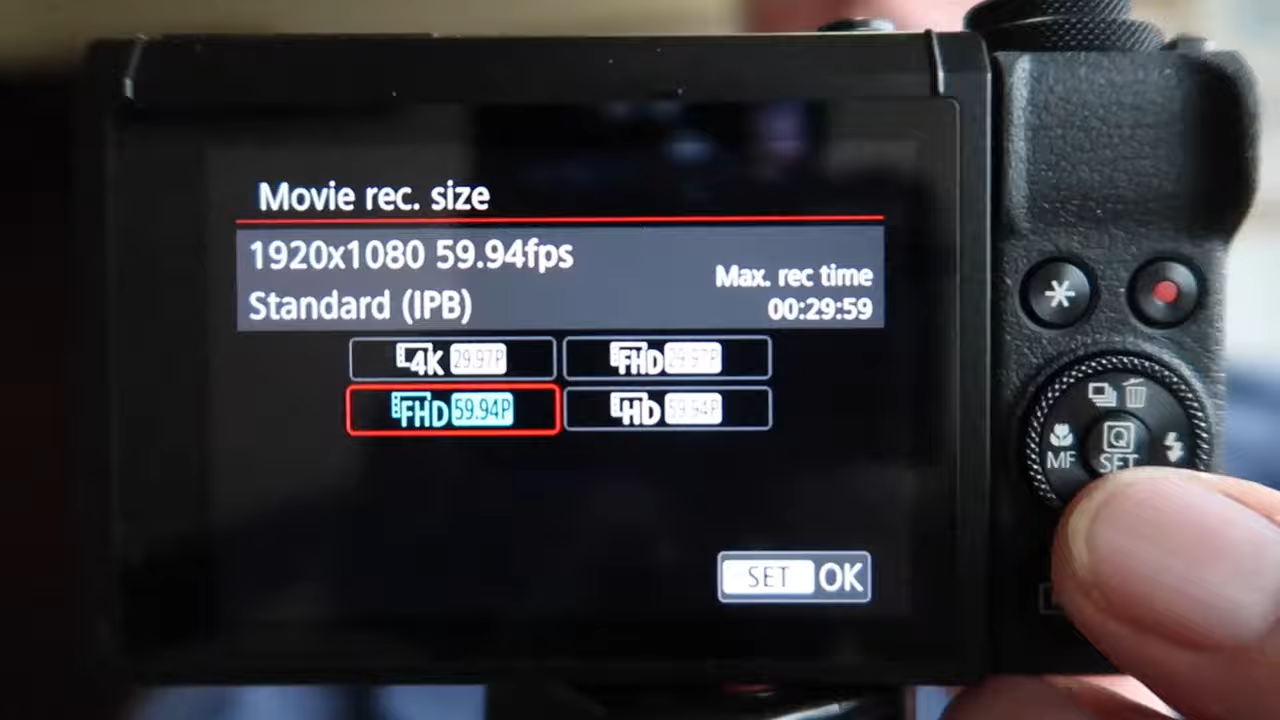 Movie rec. size
1920x1080 59.94fps
Max. rec time
Standard (IPB)
00:29:59
4K 29.97P
FHD 29.97P
FHD 59.94P
HD 59.94P
SET OK
Q
MF
SET